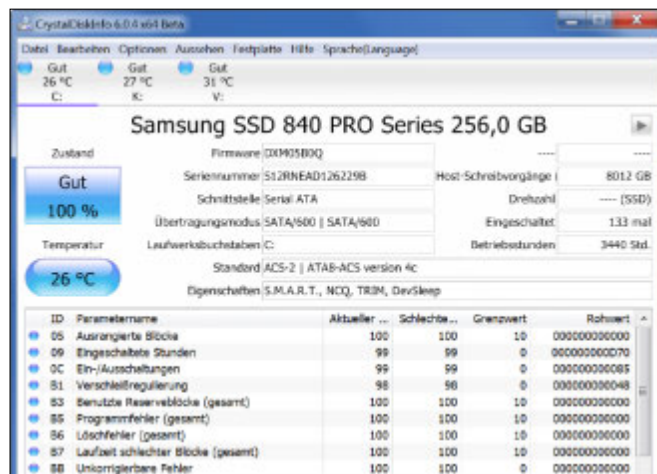 CrystalDiskInfo 6.0.4 x64 Beta
Datei Bearbeiten Optionen Aussehen Festplatte Hilfe Sprache(Language)
Gut Gut Gut
26 °C 27 °C 31 °C
C: K: V:
Samsung SSD 840 PRO Series 256,0 GB
Zustand Firmware DXM05B0Q ---- ----
Gut 100 % Seriennummer S12RNEAD126229B Host-Schreibvorgänge 8012 GB
Schnittstelle Serial ATA Drehzahl ---- (SSD)
Übertragungsmodus SATA/600 | SATA/600 Eingeschaltet 133 mal
Temperatur Laufwerksbuchstaben C: Betriebsstunden 3440 Std.
26 °C Standard ACS-2 | ATA8-ACS version 4c
Eigenschaften S.M.A.R.T., NCQ, TRIM, DevSleep
ID Parametername Aktueller ... Schlechte... Grenzwert Rohwert
05 Ausrangierte Blöcke 100 100 10 000000000000
09 Eingeschaltete Stunden 99 99 0 000000000D70
0C Ein-/Ausschaltungen 99 99 0 000000000085
B1 Verschleißregulierung 98 98 0 000000000048
B3 Benutzte Reserveblöcke (gesamt) 100 100 10 000000000000
B5 Programmfehler (gesamt) 100 100 10 000000000000
B6 Löschfehler (gesamt) 100 100 10 000000000000
B7 Laufzeit schlechter Blöcke (gesamt) 100 100 10 000000000000
BB Unkorrigierbare Fehler 100 100 0 000000000000